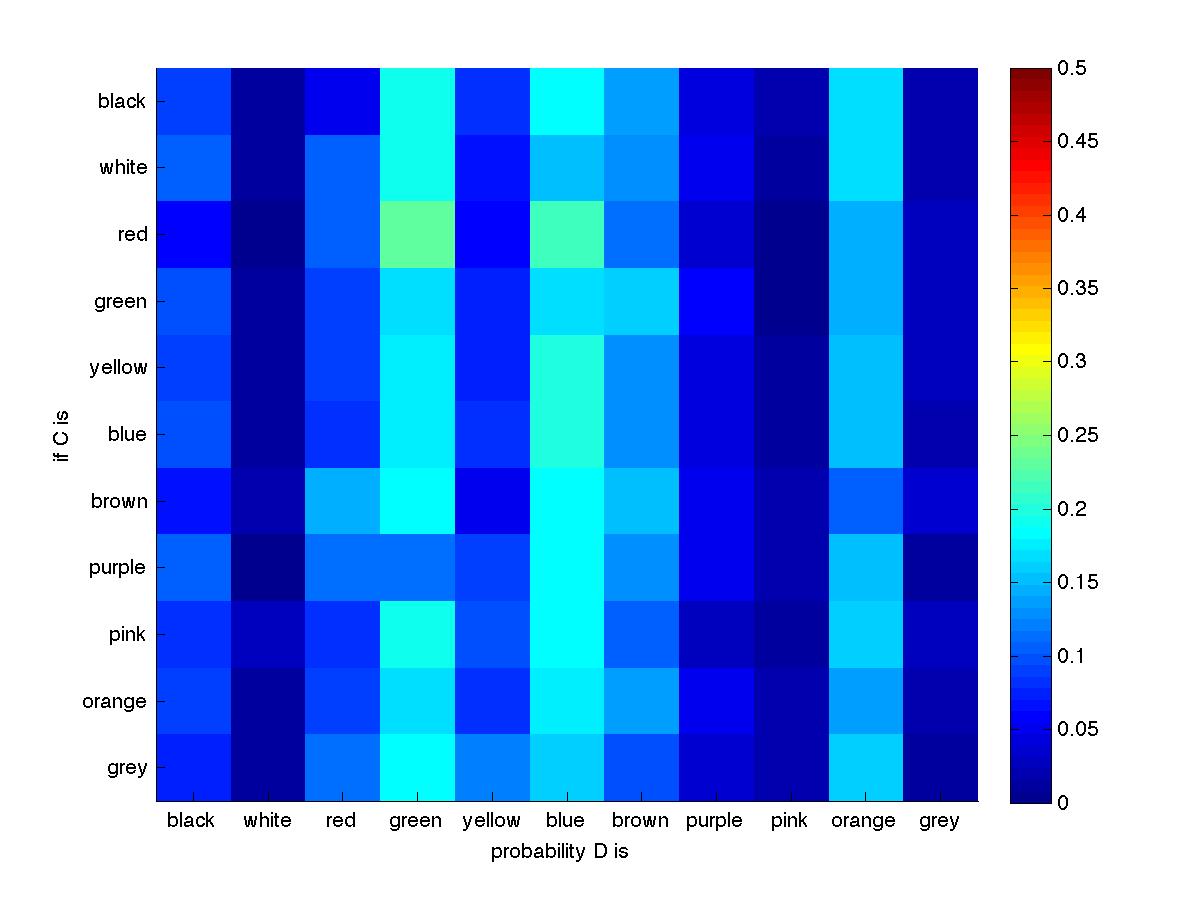 black
white
red
green
yellow
blue
brown
purple
pink
orange
grey
if C is
black white red green yellow blue brown purple pink orange grey
probability D is
0.5
0.45
0.4
0.35
0.3
0.25
0.2
0.15
0.1
0.05
0